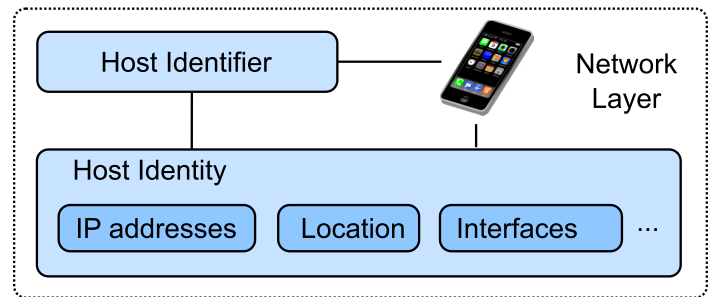 Host Identifier
Network
Layer
Host Identity
IP addresses
Location
Interfaces
...